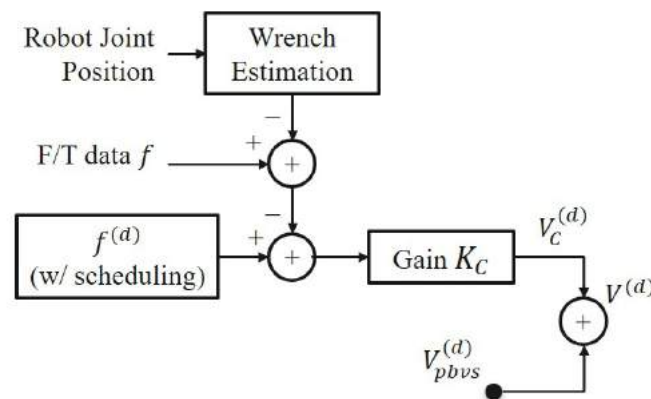 Robot Joint
Position
Wrench
Estimation
−
+
+
F/T data f
−
+
+
f^(d)
(w/ scheduling)
Gain K_C
V_C^(d)
V^(d)
+
V_pbvs^(d)